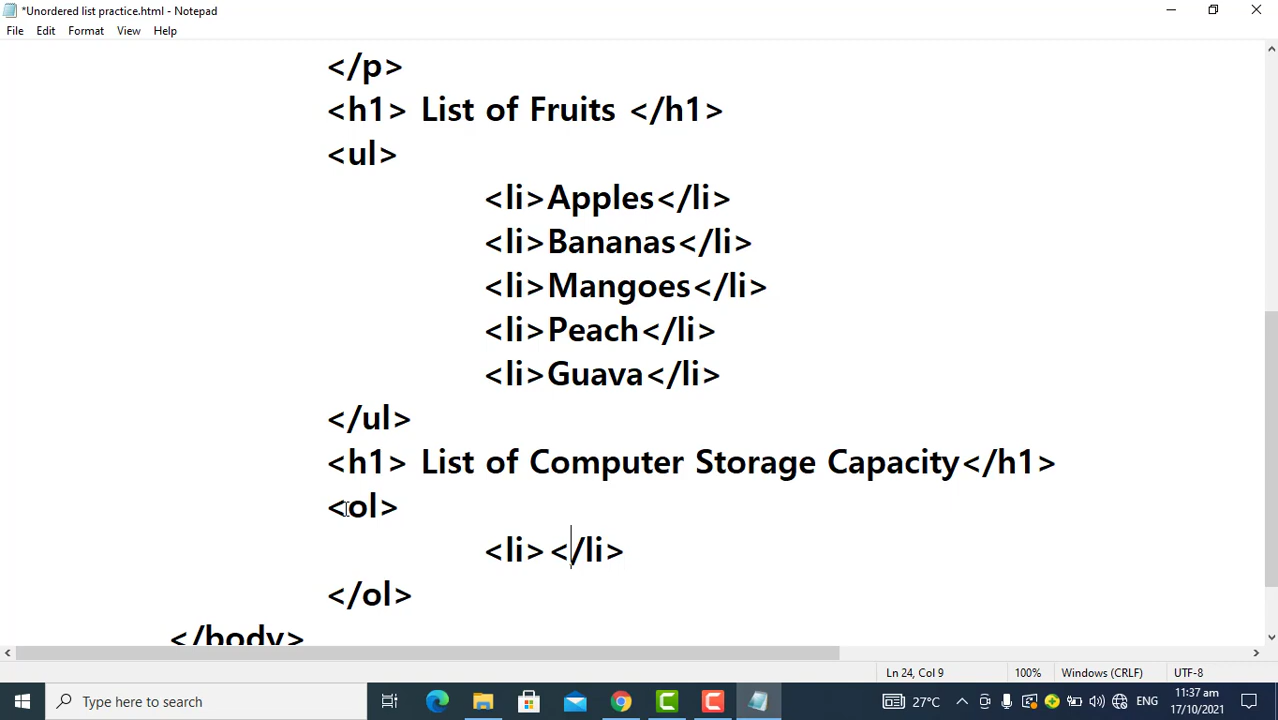 *Unordered list practice.html - Notepad
File Edit Format View Help
</p>
<h1> List of Fruits </h1>
<ul>
<li>Apples</li>
<li>Bananas</li>
<li>Mangoes</li>
<li>Peach</li>
<li>Guava</li>
</ul>
<h1> List of Computer Storage Capacity</h1>
<ol>
<li></li>
</ol>
</body>
Ln 24, Col 9 100% Windows (CRLF) UTF-8
Type here to search 27°C ENG 11:37 am
17/10/2021